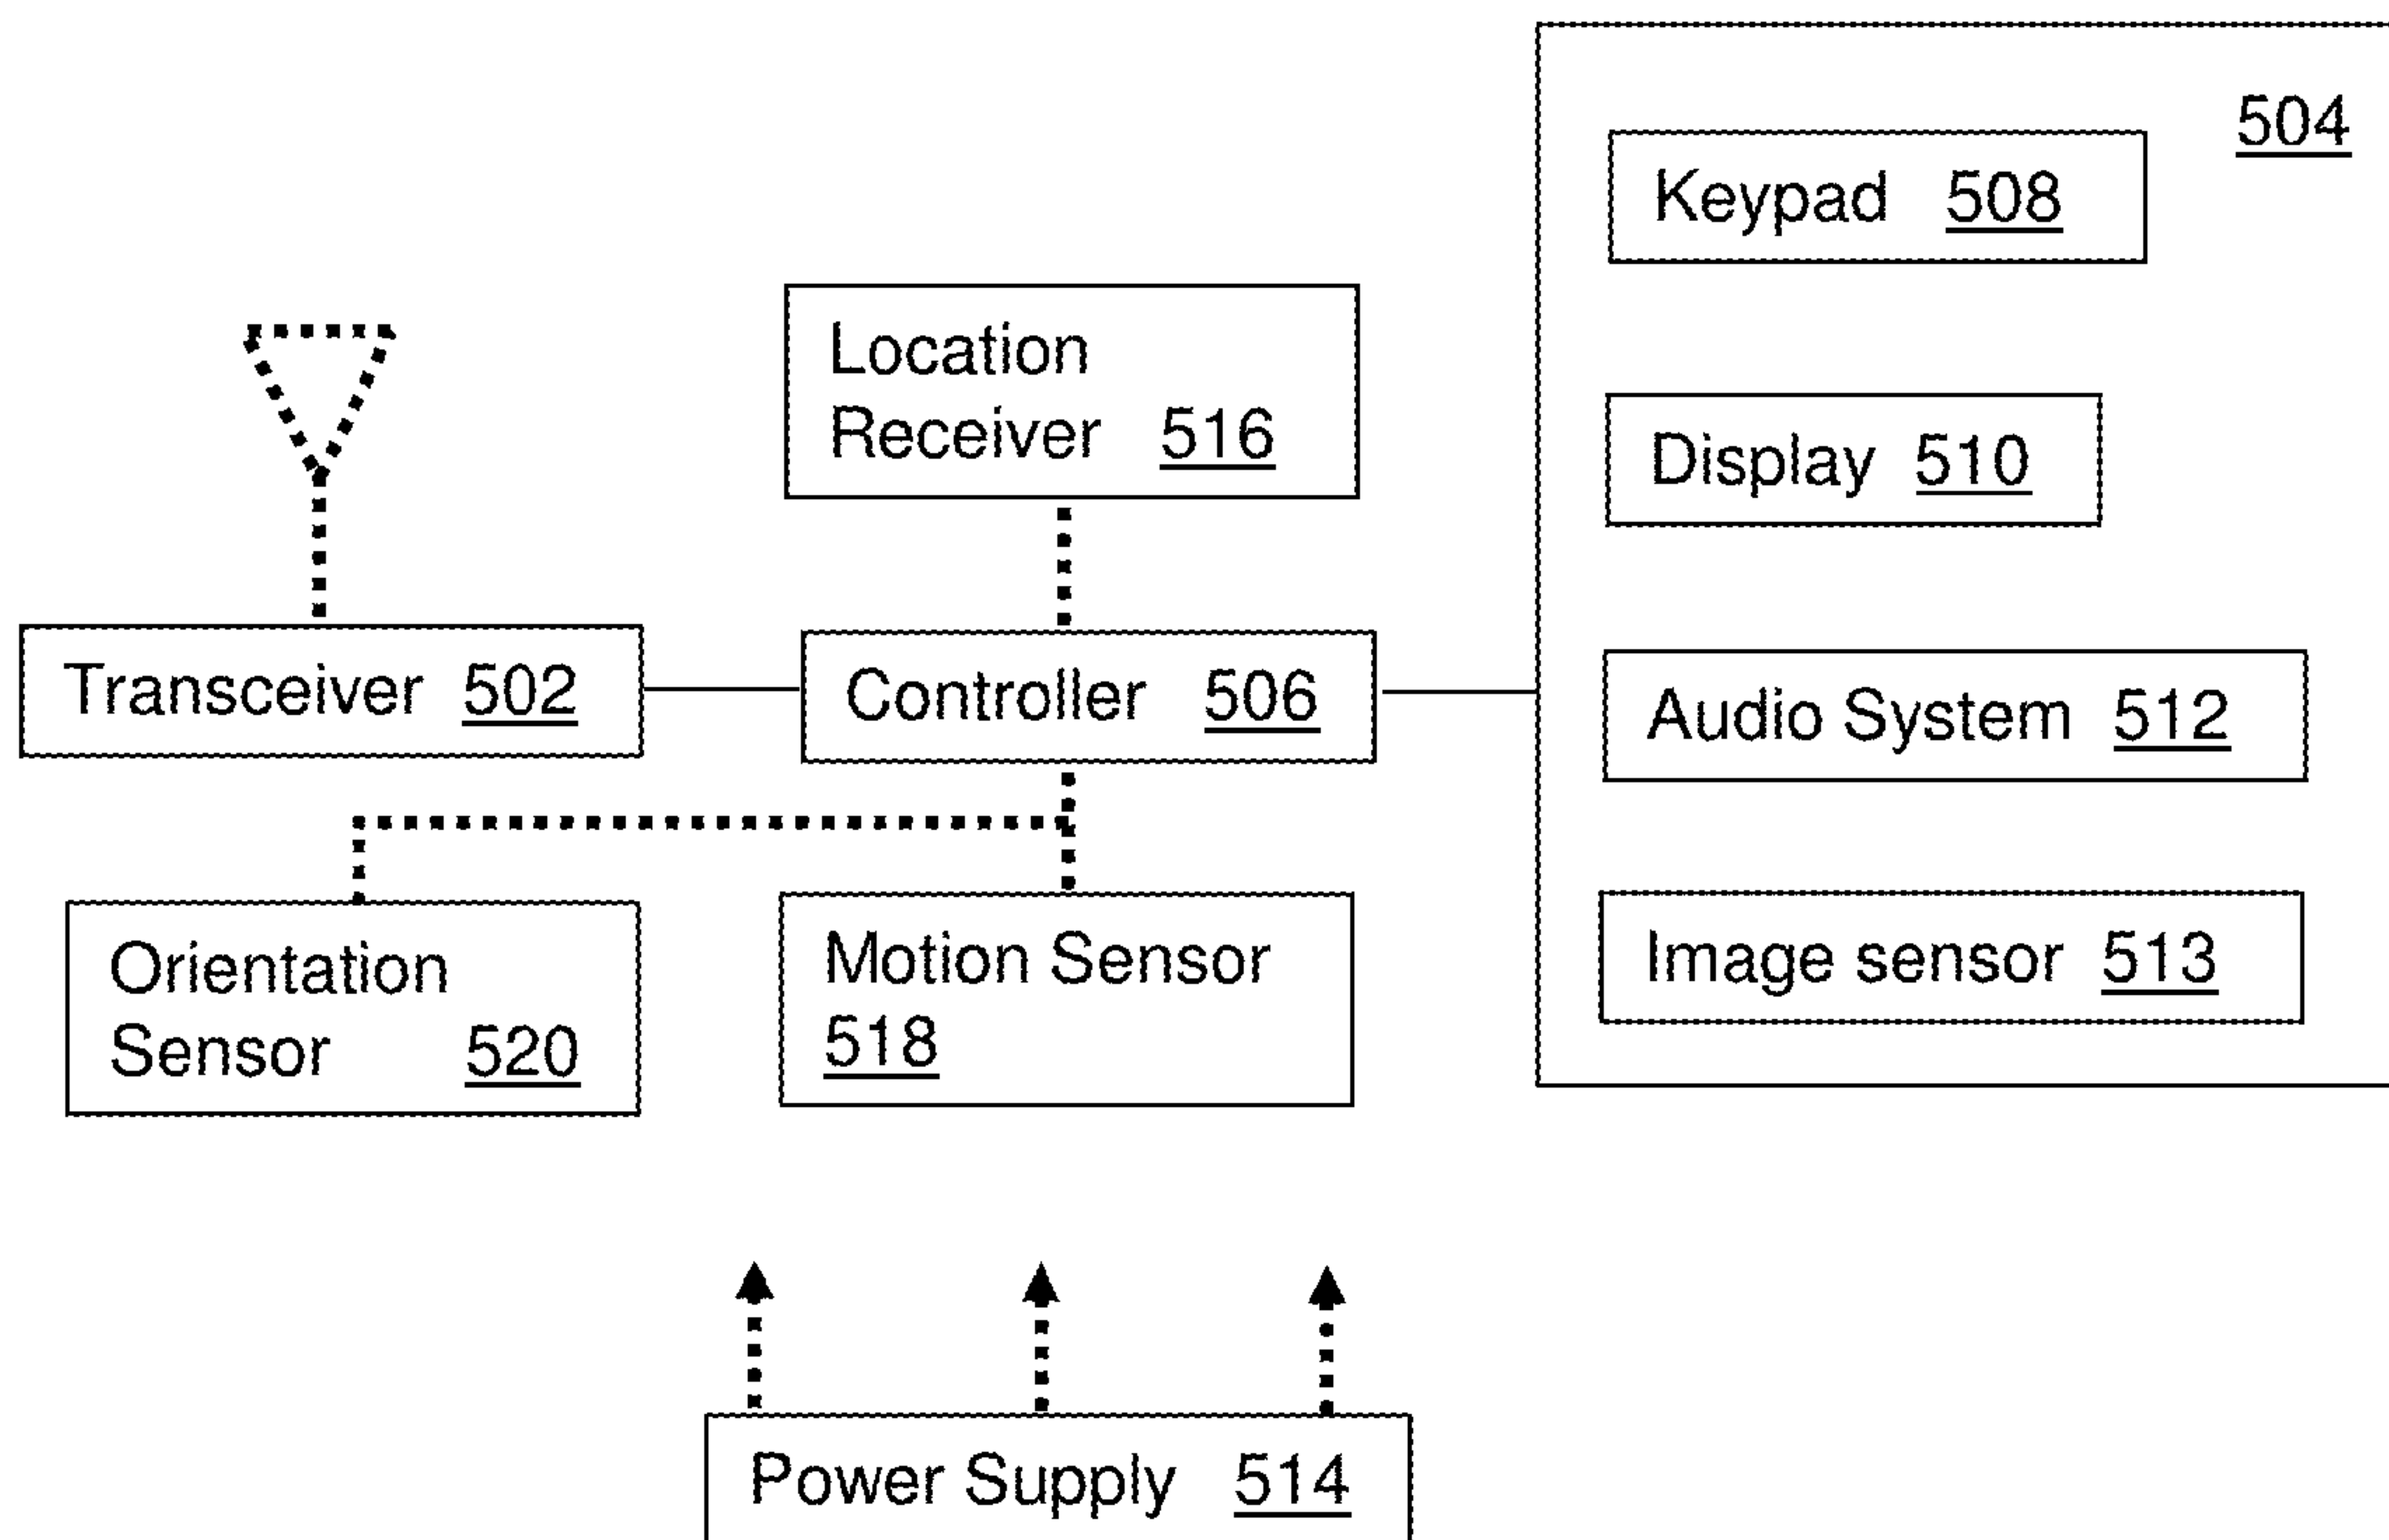 504
Keypad 508
Location
Receiver 516
Display 510
Transceiver 502
Controller 506
Audio System 512
Orientation
Sensor 520
Motion Sensor
518
Image sensor 513
Power Supply 514